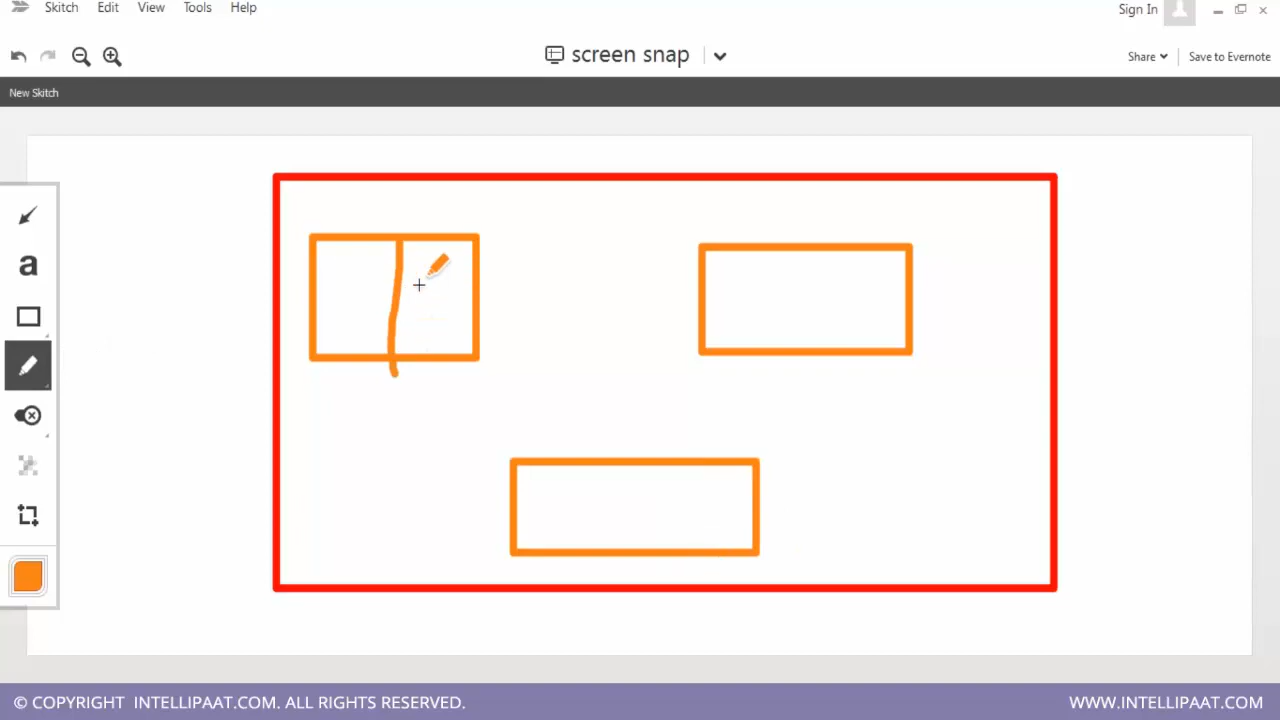 Sketch Edit View Tools Help
Sign In
screen snap
Share Save to Evernote
New Skitch
a
© COPYRIGHT INTELLIPAAT.COM. ALL RIGHTS RESERVED.
WWW.INTELLIPAAT.COM